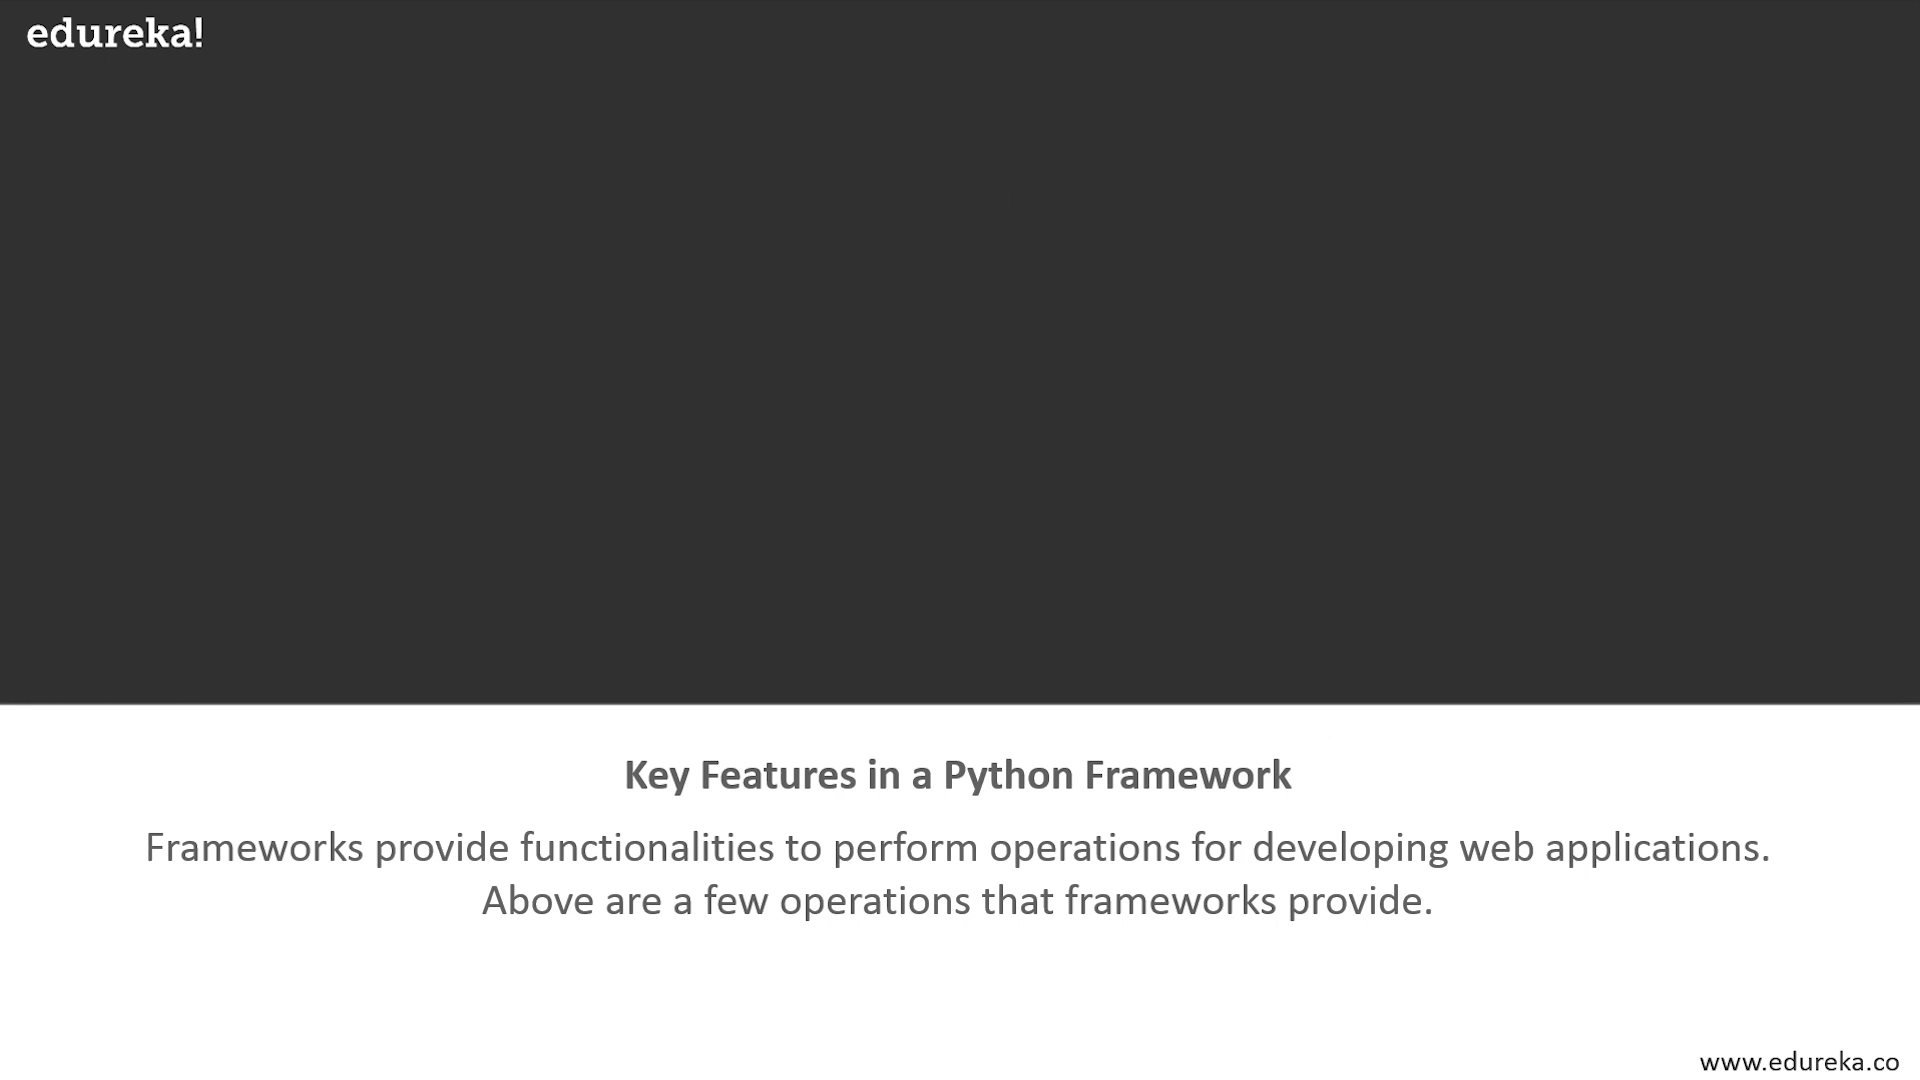 edureka!
Key Features in a Python Framework
Frameworks provide functionalities to perform operations for developing web applications.
Above are a few operations that frameworks provide.
www.edureka.co